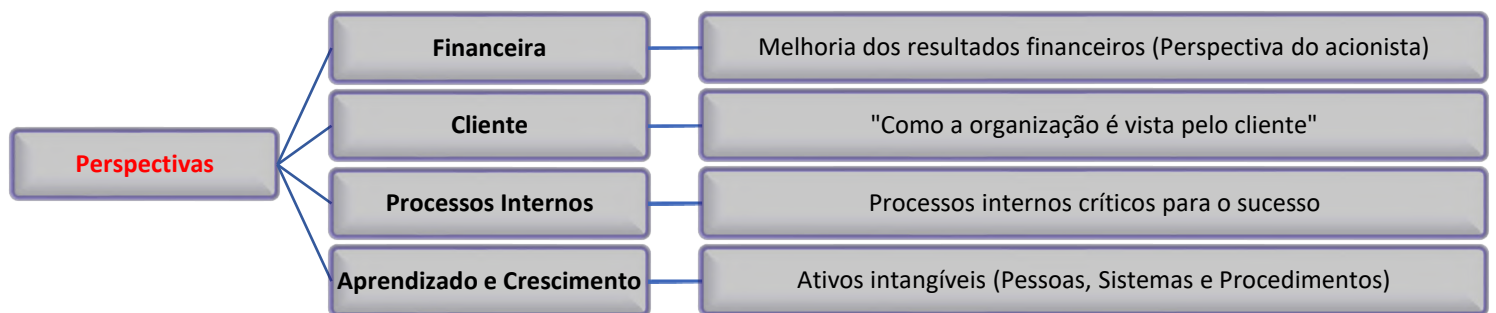 Perspectivas
Financeira
Melhoria dos resultados financeiros (Perspectiva do acionista)
Cliente
"Como a organização é vista pelo cliente"
Processos Internos
Processos internos críticos para o sucesso
Aprendizado e Crescimento
Ativos intangíveis (Pessoas, Sistemas e Procedimentos)